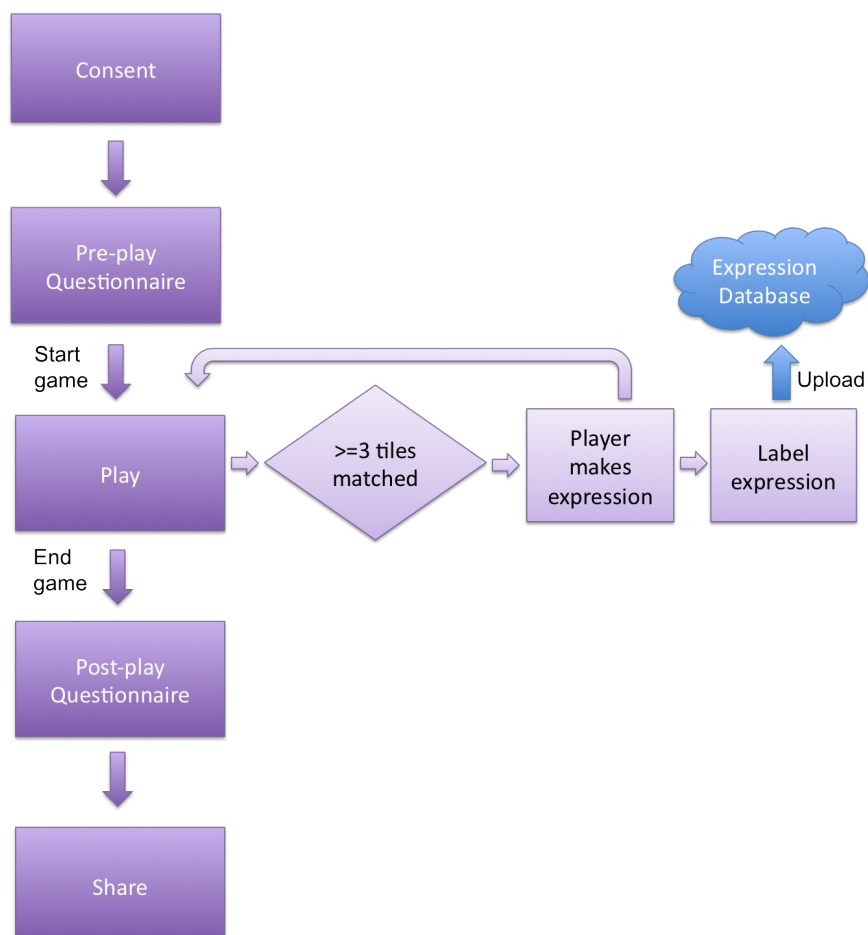 Consent
Pre-play
Questionnaire
Start
game
Play
>=3 tiles
matched
Player
makes
expression
Label
expression
Upload
Expression
Database
End
game
Post-play
Questionnaire
Share